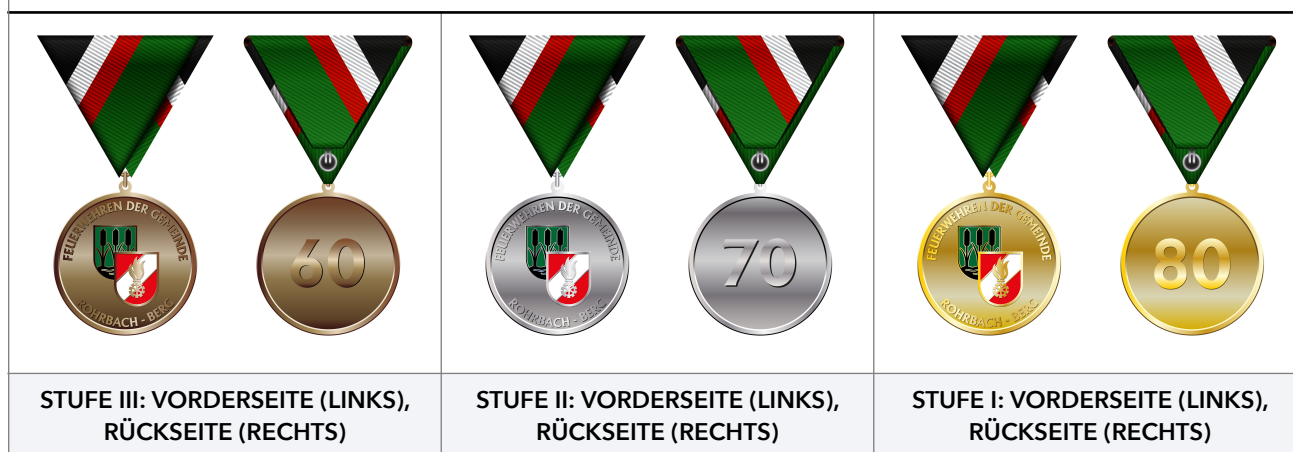 FEUERWEHREN DER GEMEINDE
ROHRBACH - BERG
60
FEUERWEHREN DER GEMEINDE
ROHRBACH - BERG
70
FEUERWEHREN DER GEMEINDE
ROHRBACH - BERG
80
STUFE III: VORDERSEITE (LINKS),
RÜCKSEITE (RECHTS)
STUFE II: VORDERSEITE (LINKS),
RÜCKSEITE (RECHTS)
STUFE I: VORDERSEITE (LINKS),
RÜCKSEITE (RECHTS)